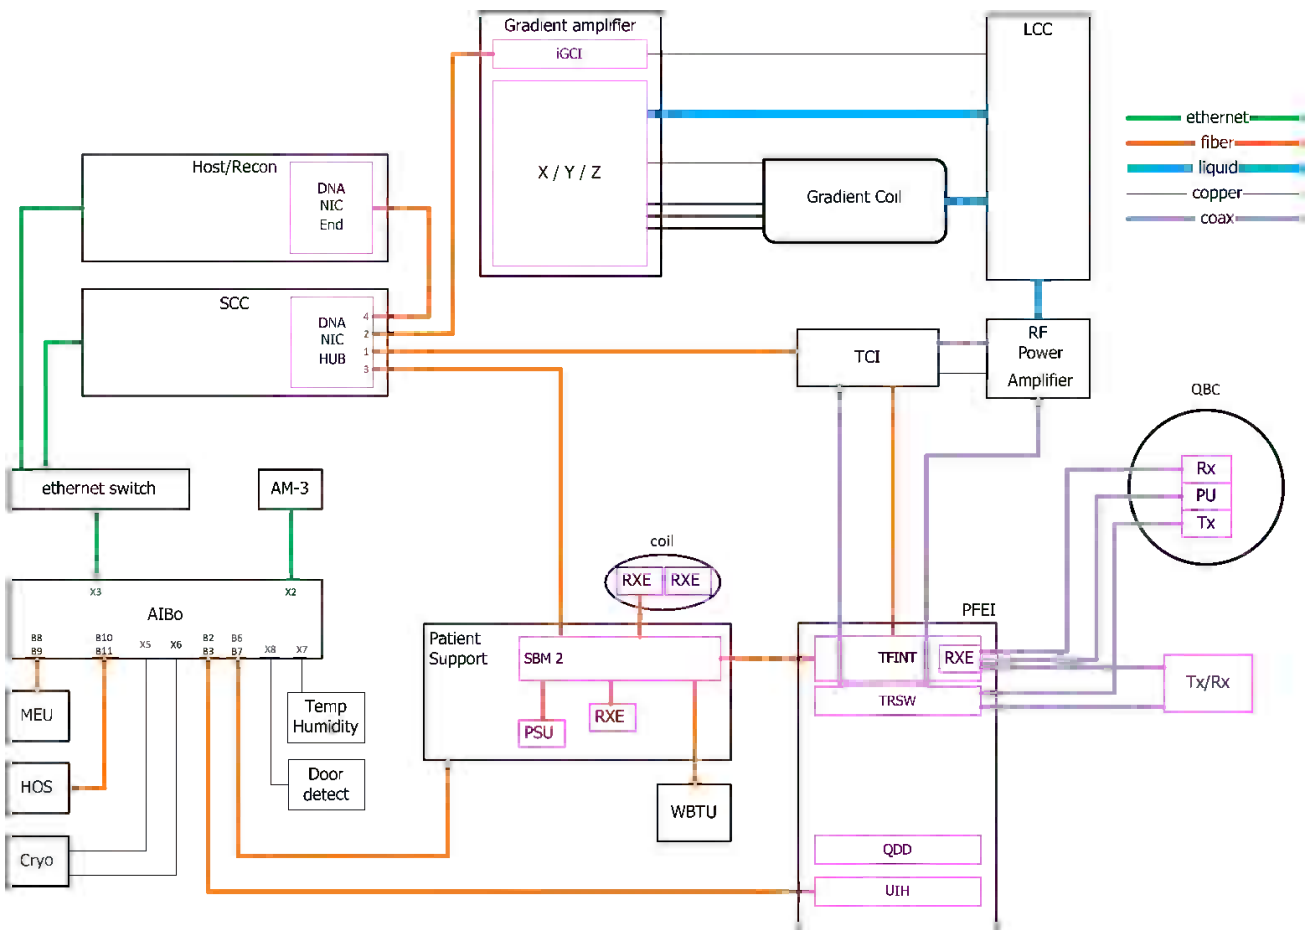 Gradient amplifier
iGCI
X / Y / Z
LCC
Gradient Coil
ethernet
fiber
liquid
copper
coax
Host/Recon
DNA
NIC
End
SCC
DNA
NIC
HUB
4
2
1
3
TCI
RF
Power
Amplifier
QBC
Rx
PU
Tx
ethernet switch
AM-3
X3
X2
AIBo
B8
B9
B10
B11
X5
X6
B2
B3
B6
B7
X8
X7
MEU
HOS
Cryo
Temp
Humidity
Door
detect
coil
RXE
RXE
Patient
Support
SBM 2
PSU
RXE
WBTU
PFEI
TFINT
RXE
TRSW
QDD
UIH
Tx/Rx